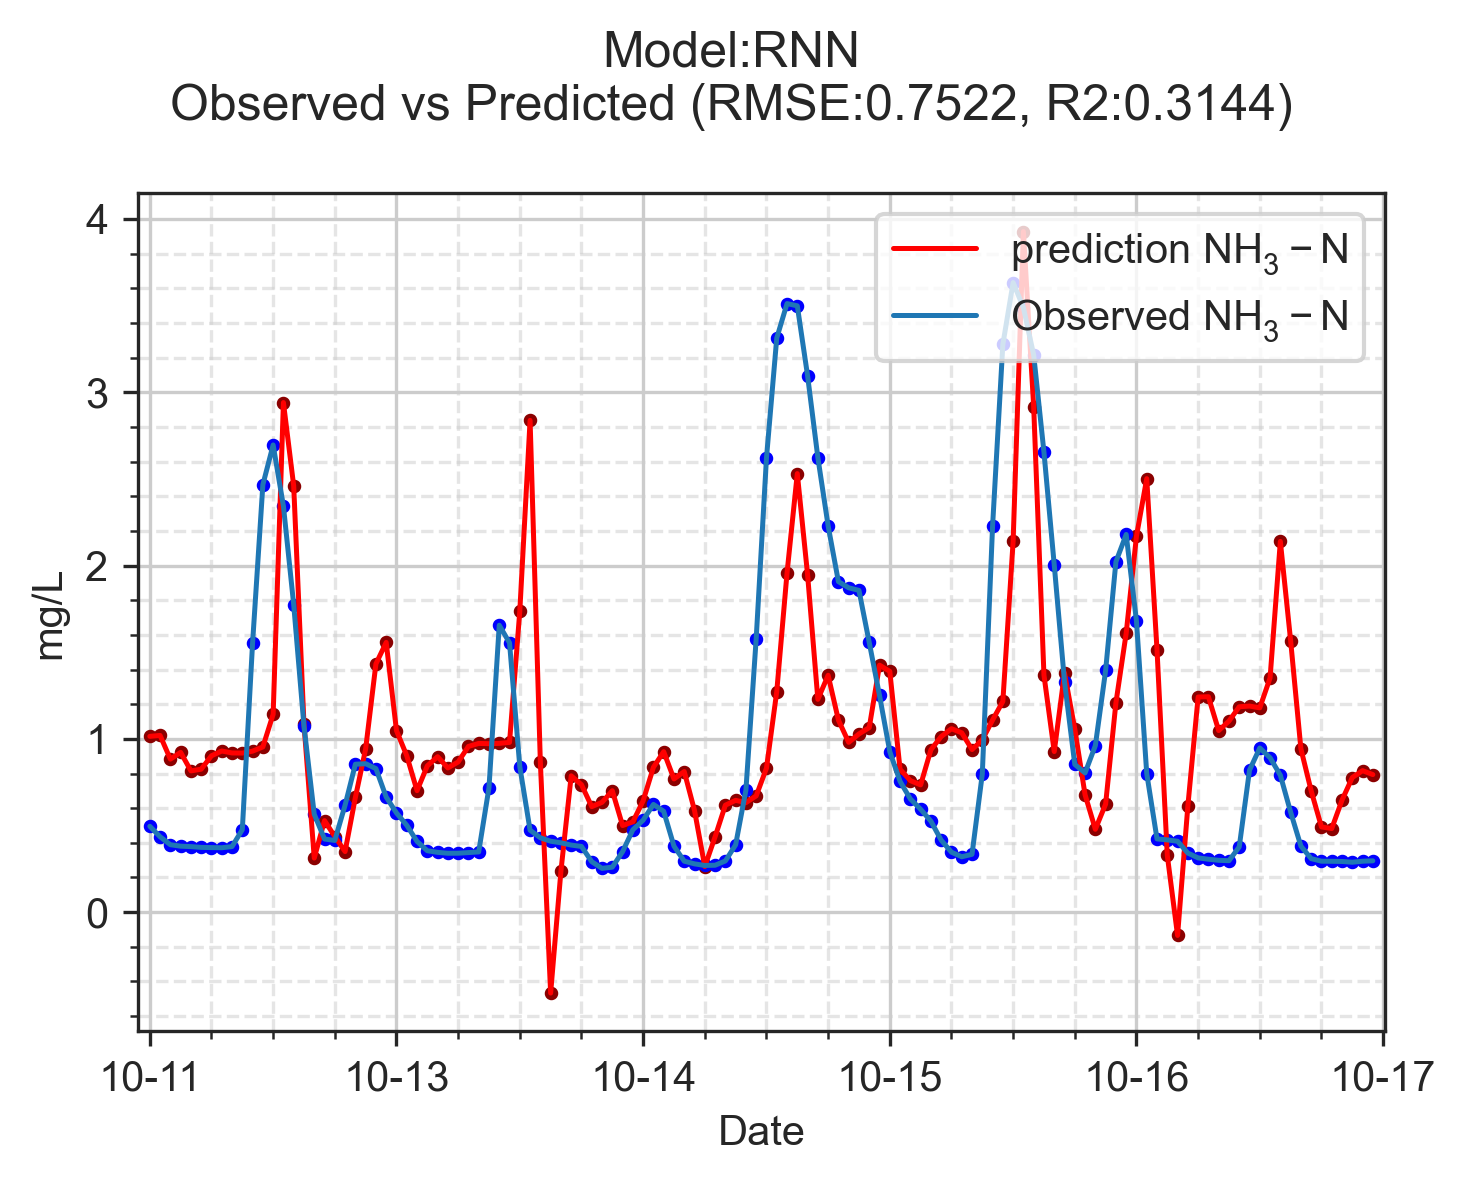 Model:RNN
Observed vs Predicted (RMSE:0.7522, R2:0.3144)
4
3
2
1
0
mg/L
prediction NH₃ − N
Observed NH₃ − N
10-11 10-13 10-14 10-15 10-16 10-17
Date